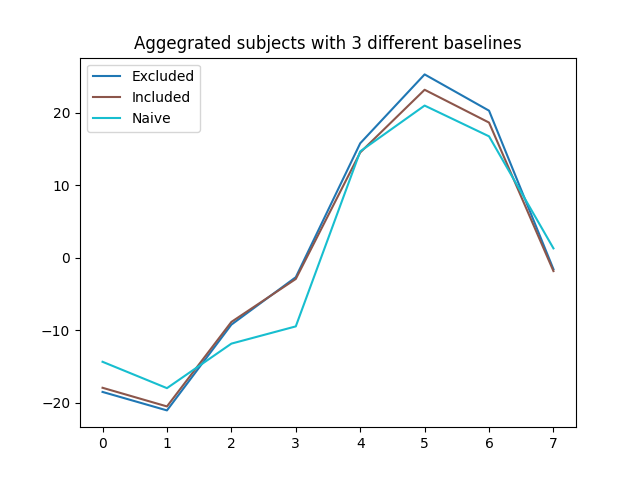 Aggegrated subjects with 3 different baselines
Excluded
Included
Naive
20
10
0
−10
−20
0 1 2 3 4 5 6 7